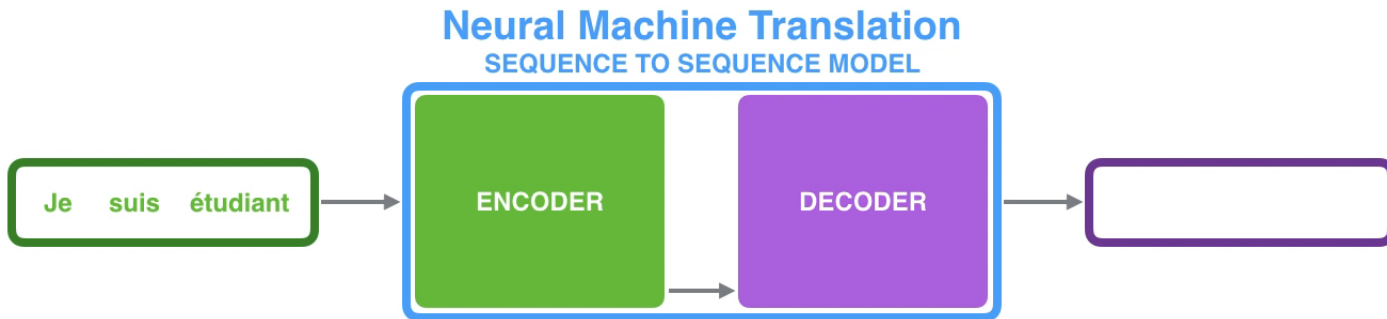 Neural Machine Translation
SEQUENCE TO SEQUENCE MODEL
Je suis étudiant
ENCODER
DECODER